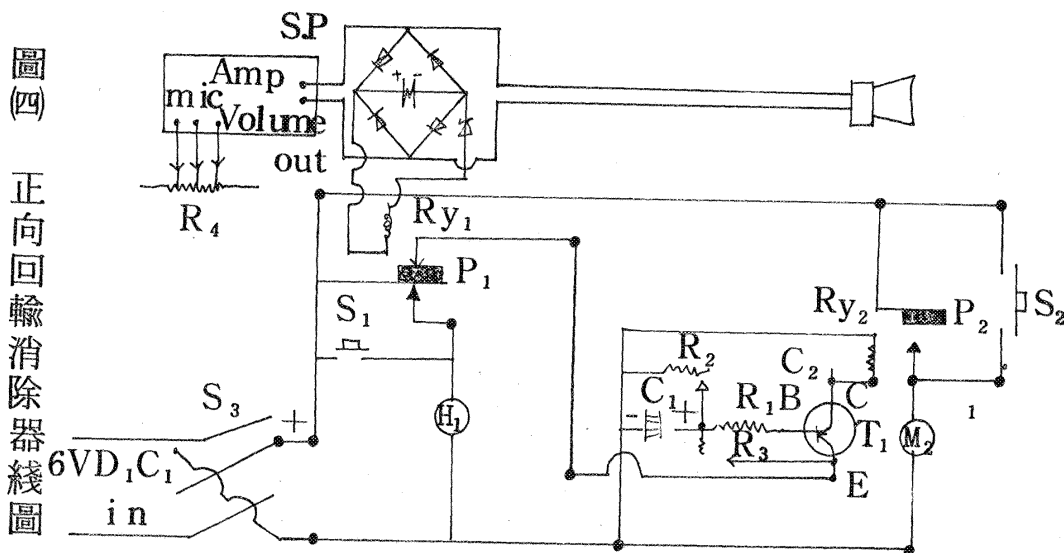 圖㈣ 正向回輸消除器綫圖
S.P
Amp
mic
Volume
out
R₄
Ry₁
P₁
S₁
H₁
S₃
+
6VD₁C₁
in
Ry₂
P₂
S₂
R₂
C₂
C₁
- +
R₁
B
C
T₁
R₃
E
M₂
1
+ -